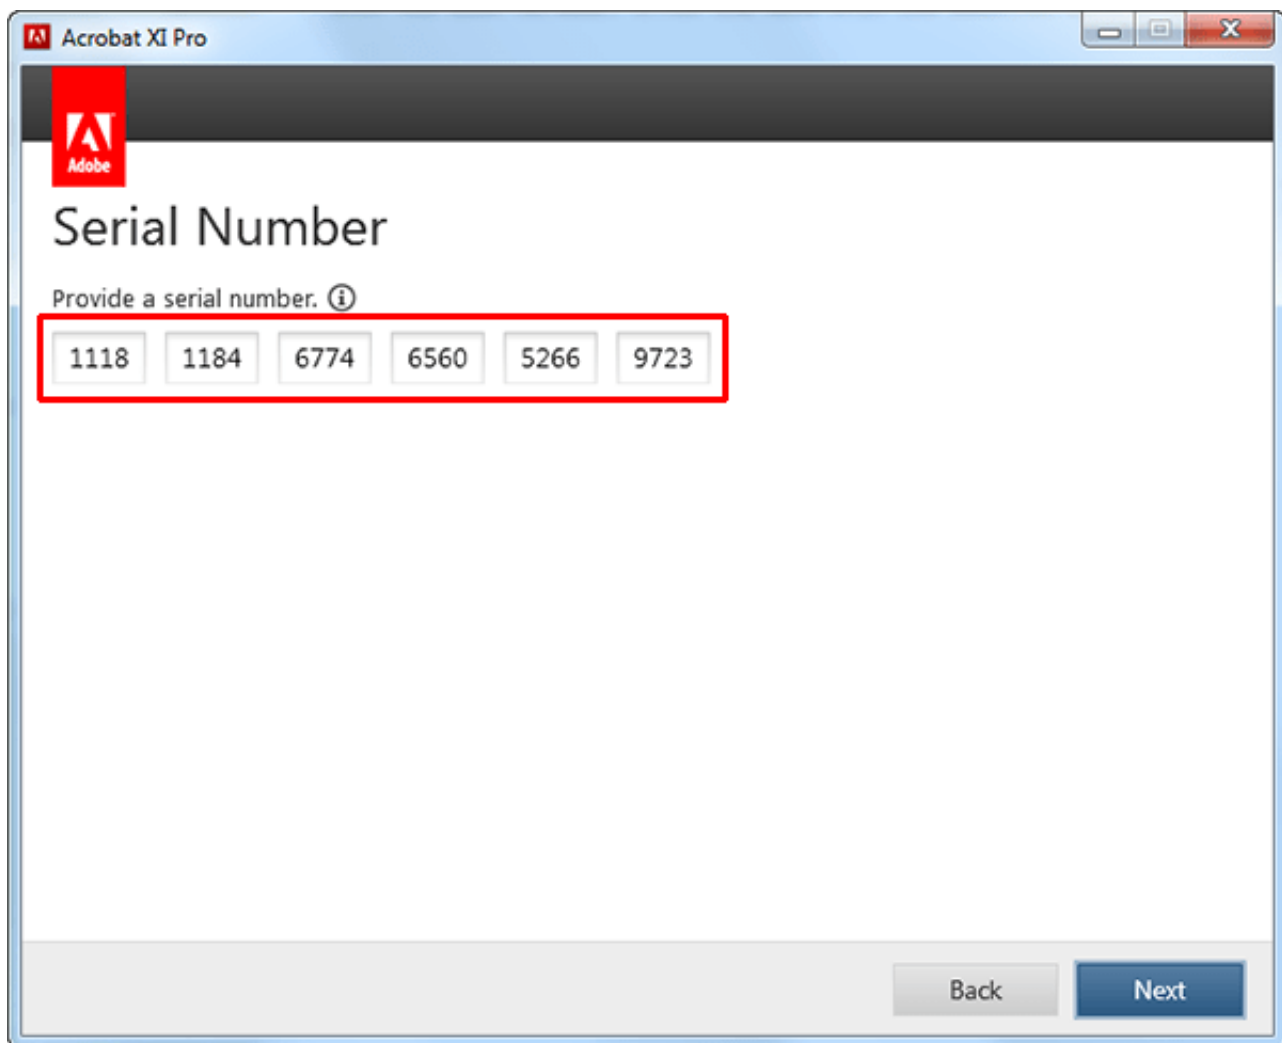 Acrobat XI Pro
Adobe
Serial Number
Provide a serial number.
1118 1184 6774 6560 5266 9723
Back Next